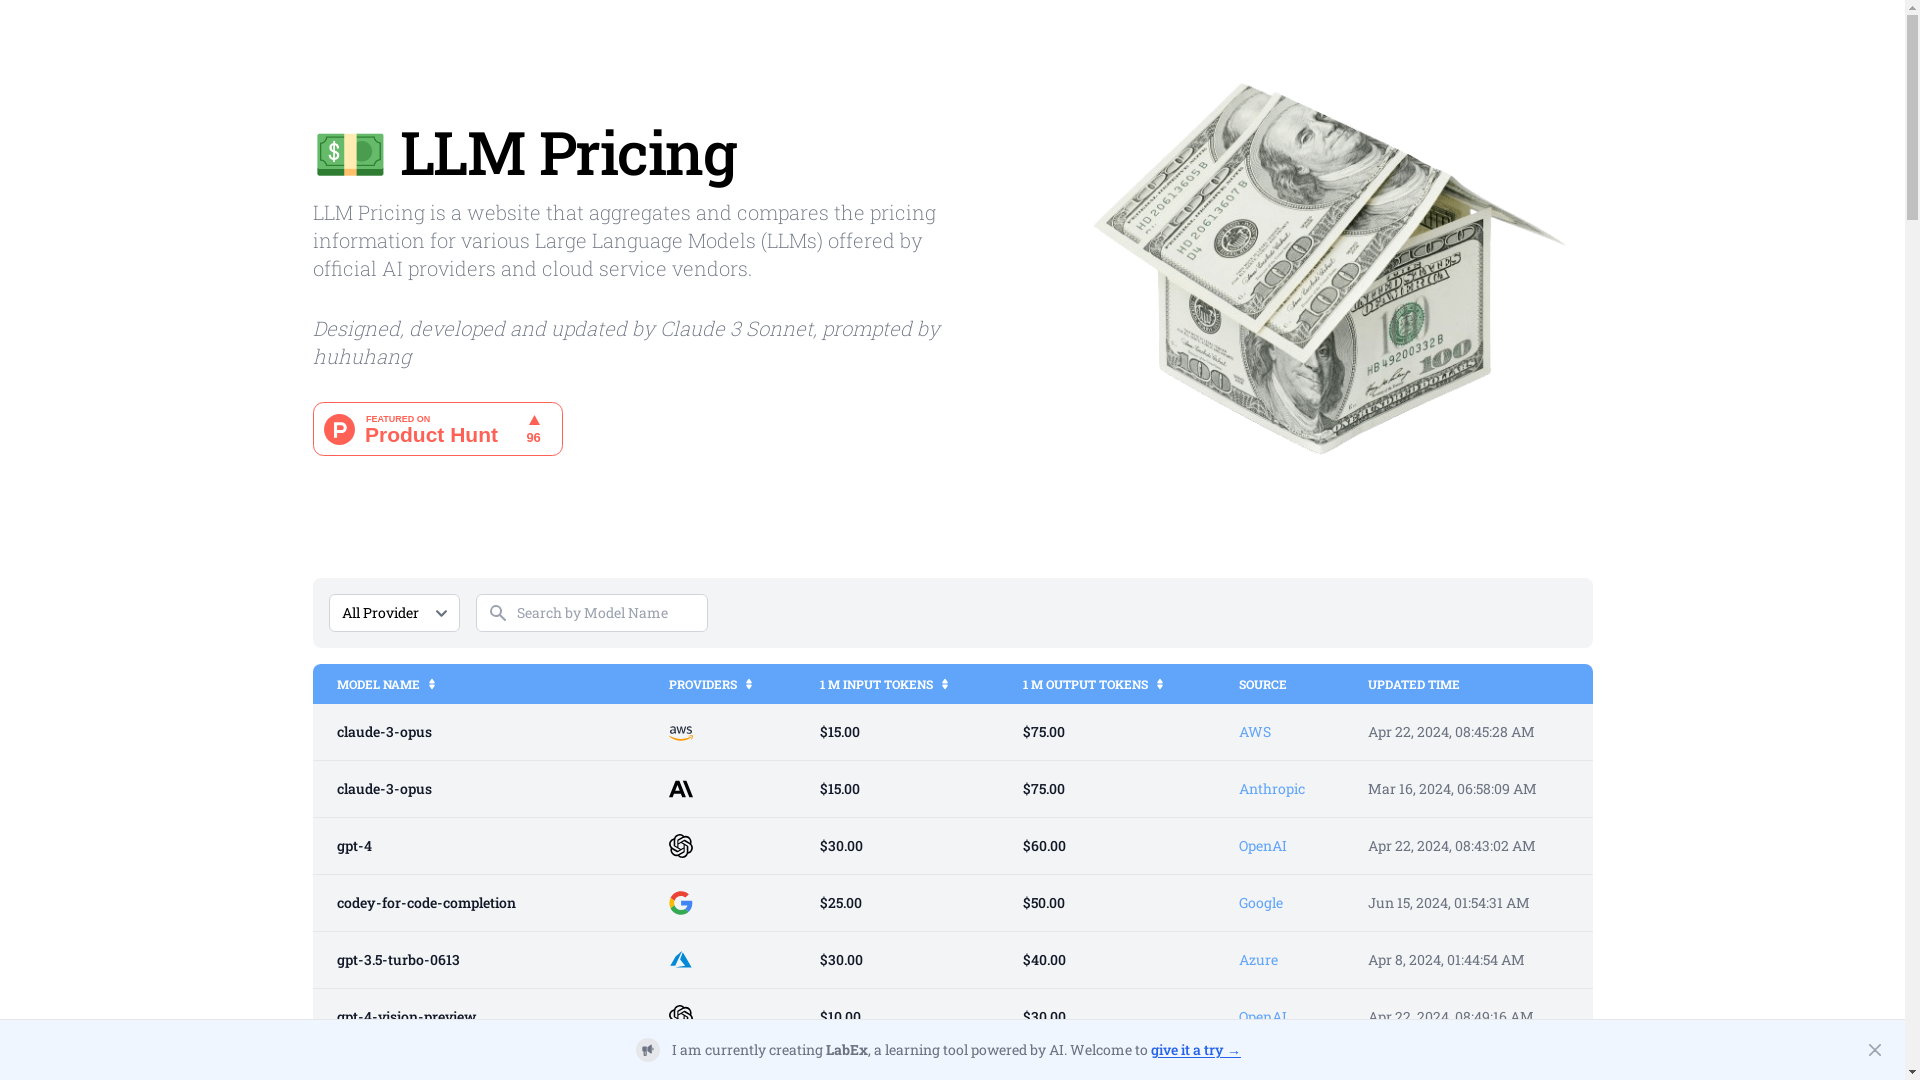 💵 LLM Pricing
LLM Pricing is a website that aggregates and compares the pricing
information for various Large Language Models (LLMs) offered by
official AI providers and cloud service vendors.
Designed, developed and updated by Claude 3 Sonnet, prompted by
huhuhang
FEATURED ON
Product Hunt
96
HD20613605B
HD20613607B
D4
HB49200332B
100
All Provider
Search by Model Name
MODEL NAME PROVIDERS 1 M INPUT TOKENS 1 M OUTPUT TOKENS SOURCE UPDATED TIME
claude-3-opus aws $15.00 $75.00 AWS Apr 22, 2024, 08:45:28 AM
claude-3-opus $15.00 $75.00 Anthropic Mar 16, 2024, 06:58:09 AM
gpt-4 $30.00 $60.00 OpenAI Apr 22, 2024, 08:43:02 AM
codey-for-code-completion $25.00 $50.00 Google Jun 15, 2024, 01:54:31 AM
gpt-3.5-turbo-0613 $30.00 $40.00 Azure Apr 8, 2024, 01:44:54 AM
gpt-4-vision-preview $10.00 $30.00 OpenAI Apr 22, 2024, 08:49:16 AM
I am currently creating LabEx, a learning tool powered by AI. Welcome to give it a try →